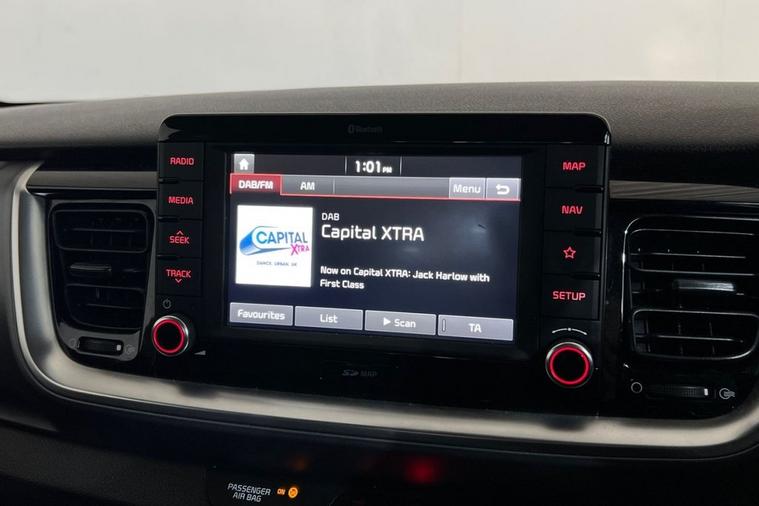 Bluetooth
RADIO
MEDIA
SEEK
TRACK
1:01 PM
DAB/FM
AM
Menu
CAPITAL
XTRA
DANCE. URBAN. UK
DAB
Capital XTRA
Now on Capital XTRA: Jack Harlow with
First Class
Favourites
List
Scan
TA
MAP
NAV
SETUP
SD MAP
PASSENGER
AIR BAG
ON